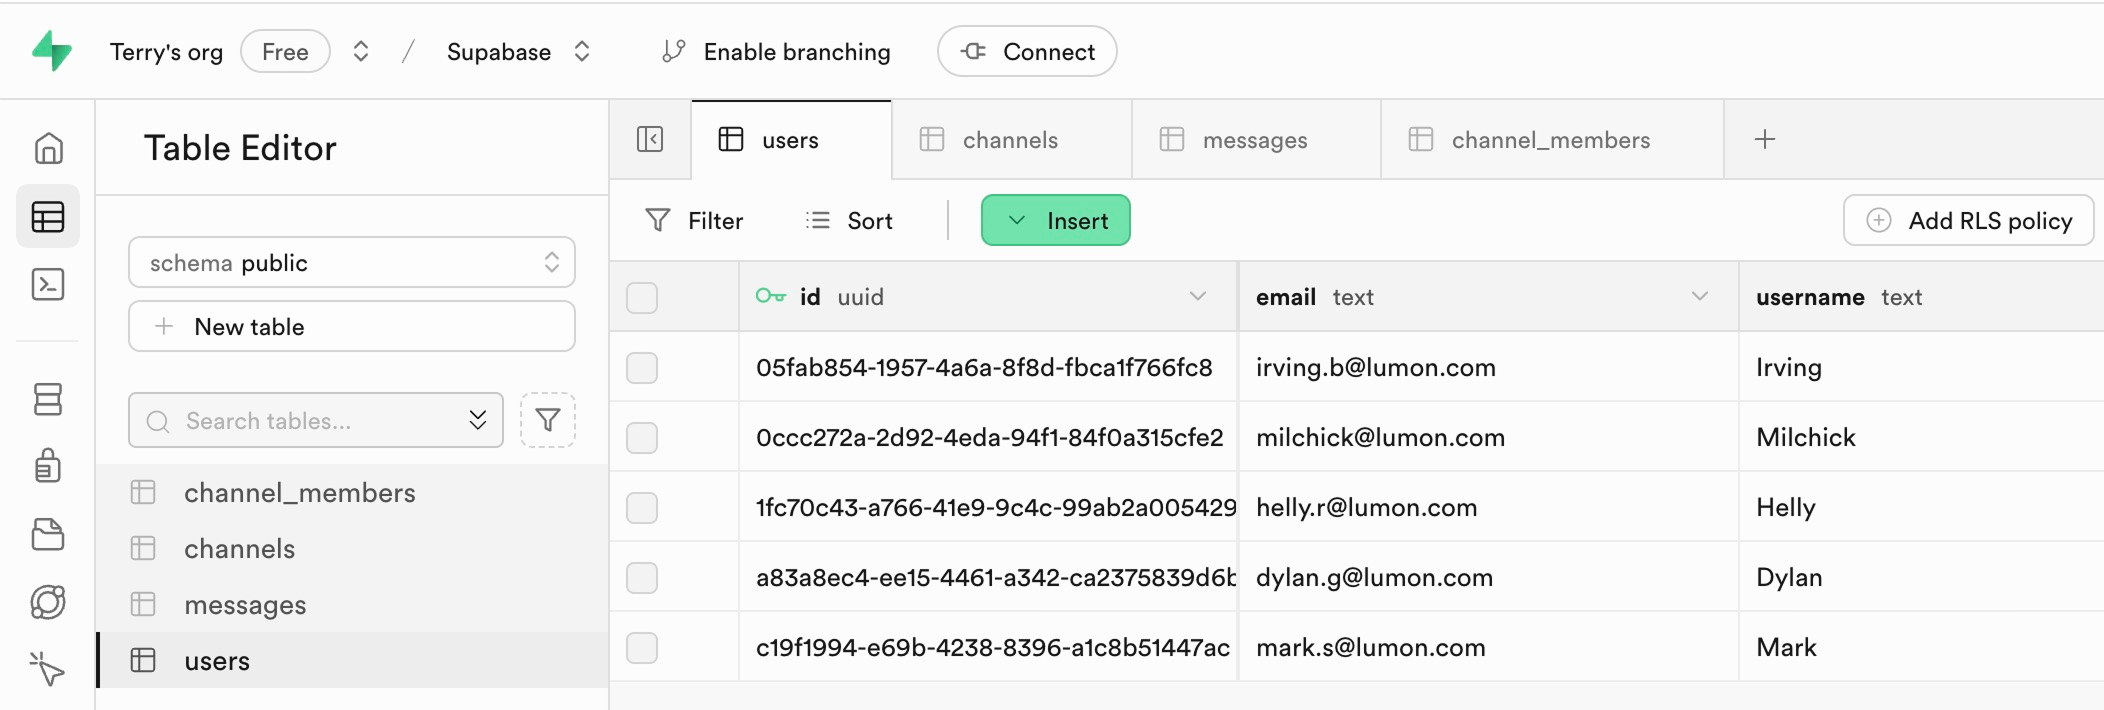 Terry's org Free / Supabase Enable branching Connect
Table Editor
schema public
New table
Search tables...
channel_members
channels
messages
users
users channels messages channel_members
Filter Sort Insert Add RLS policy
id uuid email text username text
05fab854-1957-4a6a-8f8d-fbca1f766fc8 irving.b@lumon.com Irving
0ccc272a-2d92-4eda-94f1-84f0a315cfe2 milchick@lumon.com Milchick
1fc70c43-a766-41e9-9c4c-99ab2a005429 helly.r@lumon.com Helly
a83a8ec4-ee15-4461-a342-ca2375839d6b dylan.g@lumon.com Dylan
c19f1994-e69b-4238-8396-a1c8b51447ac mark.s@lumon.com Mark